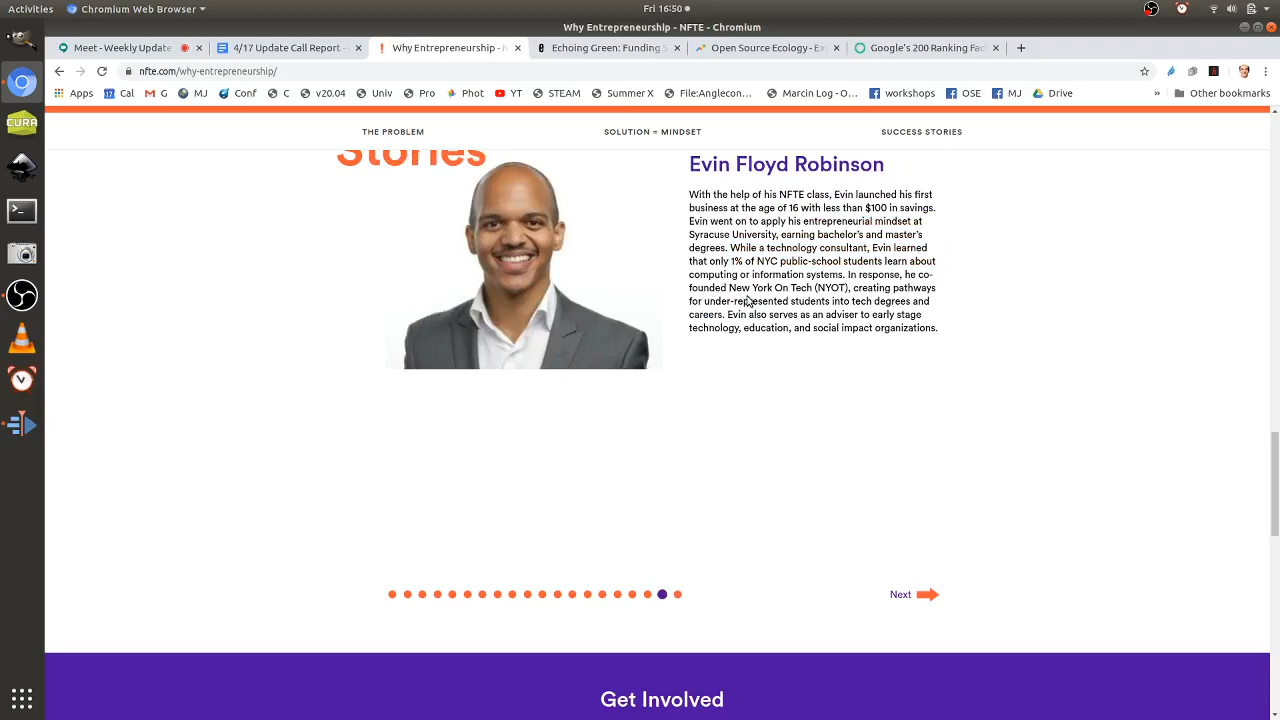 Activities
Chromium Web Browser
Fri 16:50
Why Entrepreneurship - NFTE - Chromium
Meet - Weekly Update
4/17 Update Call Report -
Why Entrepreneurship - N
Echoing Green: Funding S
Open Source Ecology - Ex
Google's 200 Ranking Fac
nfte.com/why-entrepreneurship/
Apps
Cal
G
MJ
Conf
C
v20.04
Univ
Pro
Phot
YT
STEAM
Summer X
File:Anglecon...
Marcin Log - O...
workshops
OSE
MJ
Drive
»
Other bookmarks
THE PROBLEM
SOLUTION = MINDSET
SUCCESS STORIES
Stories
Evin Floyd Robinson
With the help of his NFTE class, Evin launched his first
business at the age of 16 with less than $100 in savings.
Evin went on to apply his entrepreneurial mindset at
Syracuse University, earning bachelor's and master's
degrees. While a technology consultant, Evin learned
that only 1% of NYC public-school students learn about
computing or information systems. In response, he co-
founded New York On Tech (NYOT), creating pathways
for under-represented students into tech degrees and
careers. Evin also serves as an adviser to early stage
technology, education, and social impact organizations.
Next
Get Involved
CURA